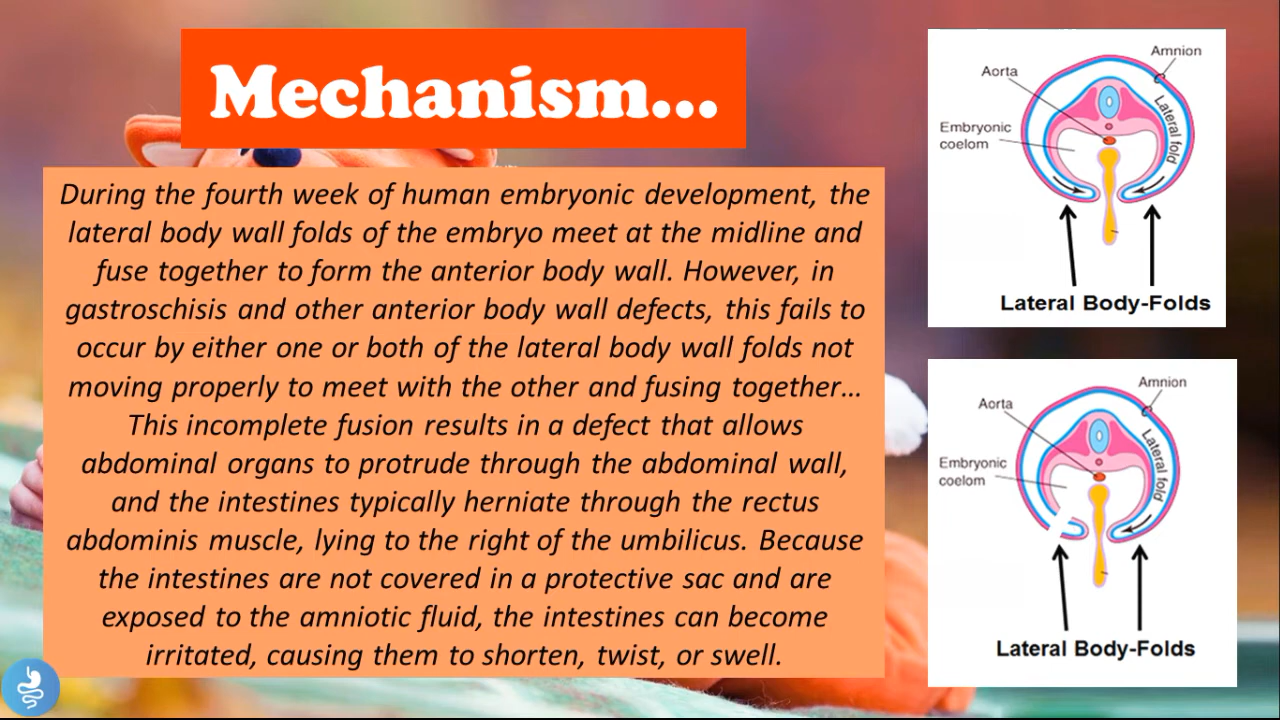 Mechanism...
During the fourth week of human embryonic development, the
lateral body wall folds of the embryo meet at the midline and
fuse together to form the anterior body wall. However, in
gastroschisis and other anterior body wall defects, this fails to
occur by either one or both of the lateral body wall folds not
moving properly to meet with the other and fusing together...
This incomplete fusion results in a defect that allows
abdominal organs to protrude through the abdominal wall,
and the intestines typically herniate through the rectus
abdominis muscle, lying to the right of the umbilicus. Because
the intestines are not covered in a protective sac and are
exposed to the amniotic fluid, the intestines can become
irritated, causing them to shorten, twist, or swell.
Amnion
Aorta
Lateral fold
Embryonic
coelom
Lateral Body-Folds
Amnion
Aorta
Lateral fold
Embryonic
coelom
Lateral Body-Folds